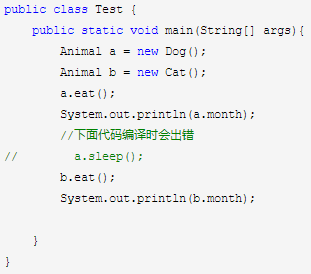 public class Test {
public static void main(String[] args){
Animal a = new Dog();
Animal b = new Cat();
a.eat();
System.out.println(a.month);
//下面代码编译时会出错
// a.sleep();
b.eat();
System.out.println(b.month);
}
}